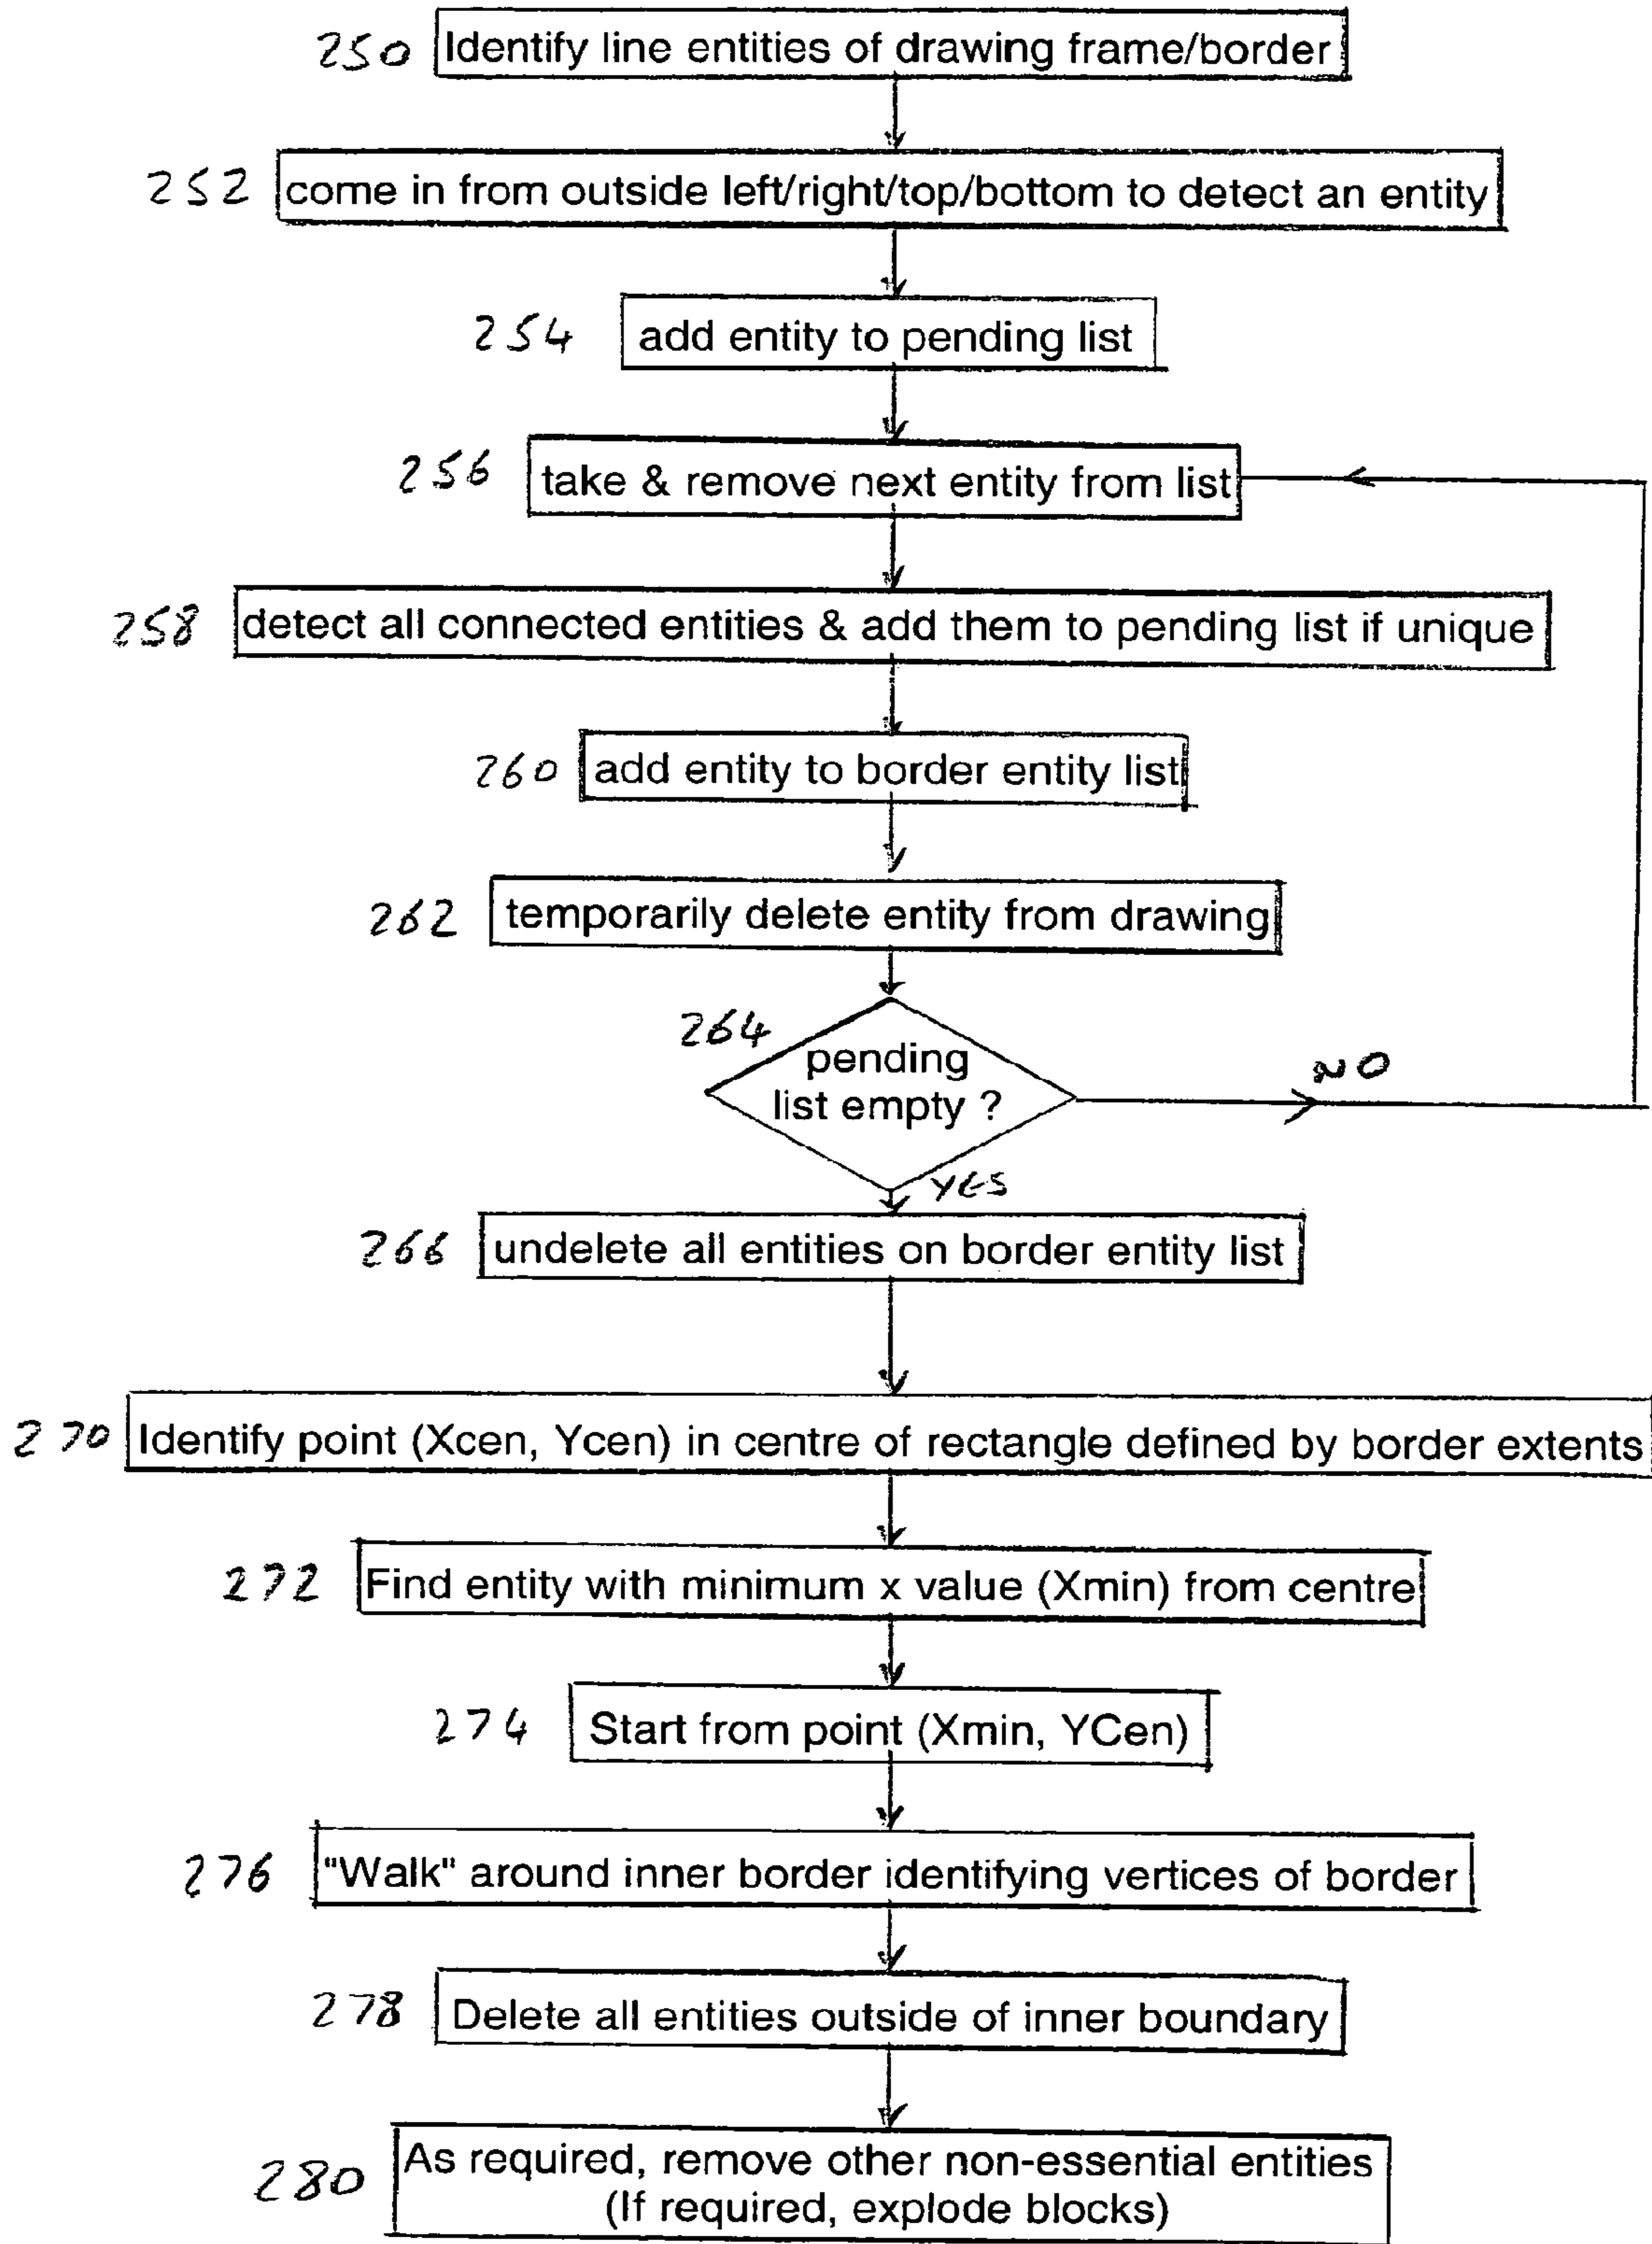 250 Identify line entities of drawing frame/border
252 come in from outside left/right/top/bottom to detect an entity
254 add entity to pending list
256 take & remove next entity from list
258 detect all connected entities & add them to pending list if unique
260 add entity to border entity list
262 temporarily delete entity from drawing
264
pending
list empty ?
NO
YES
266 undelete all entities on border entity list
270 Identify point (Xcen, Ycen) in centre of rectangle defined by border extents
272 Find entity with minimum x value (Xmin) from centre
274 Start from point (Xmin, YCen)
276 "Walk" around inner border identifying vertices of border
278 Delete all entities outside of inner boundary
280 As required, remove other non-essential entities
(If required, explode blocks)